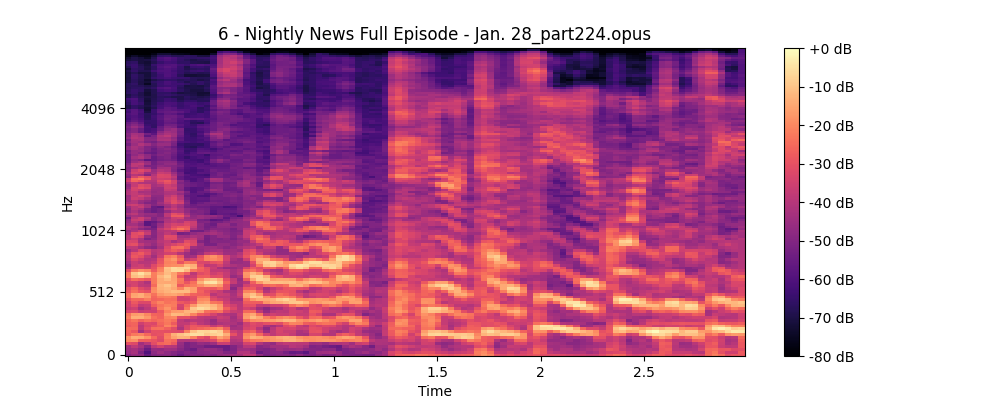 6 - Nightly News Full Episode - Jan. 28_part224.opus
Hz
4096
2048
1024
512
0
0
0.5
1
1.5
2
2.5
Time
+0 dB
-10 dB
-20 dB
-30 dB
-40 dB
-50 dB
-60 dB
-70 dB
-80 dB